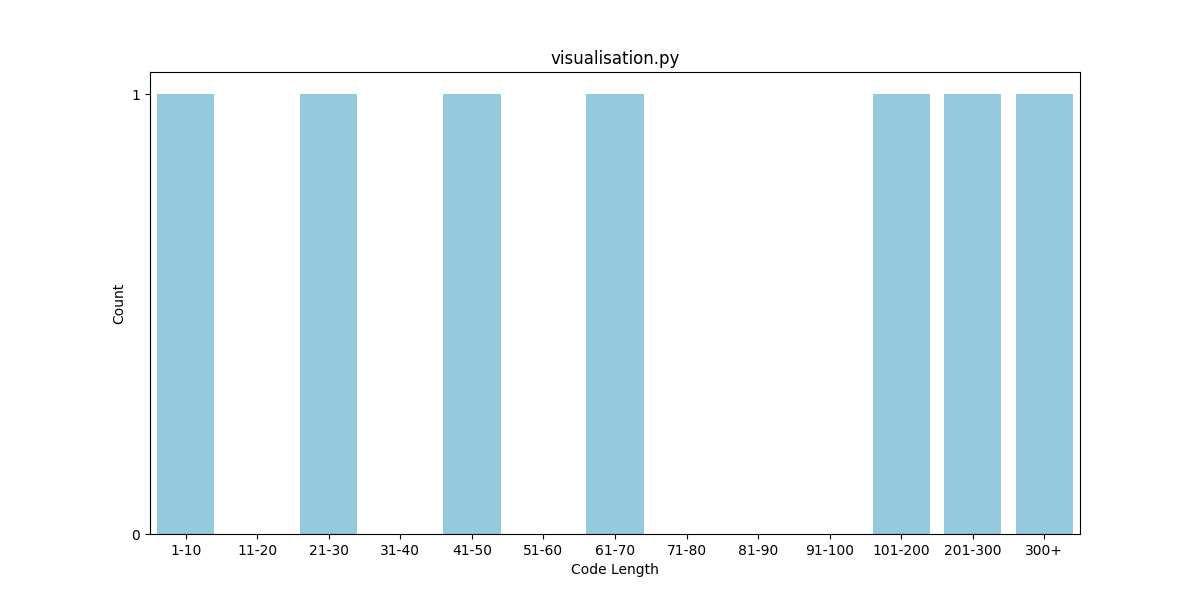 visualisation.py
1
Count
0
1-10 11-20 21-30 31-40 41-50 51-60 61-70 71-80 81-90 91-100 101-200 201-300 300+
Code Length